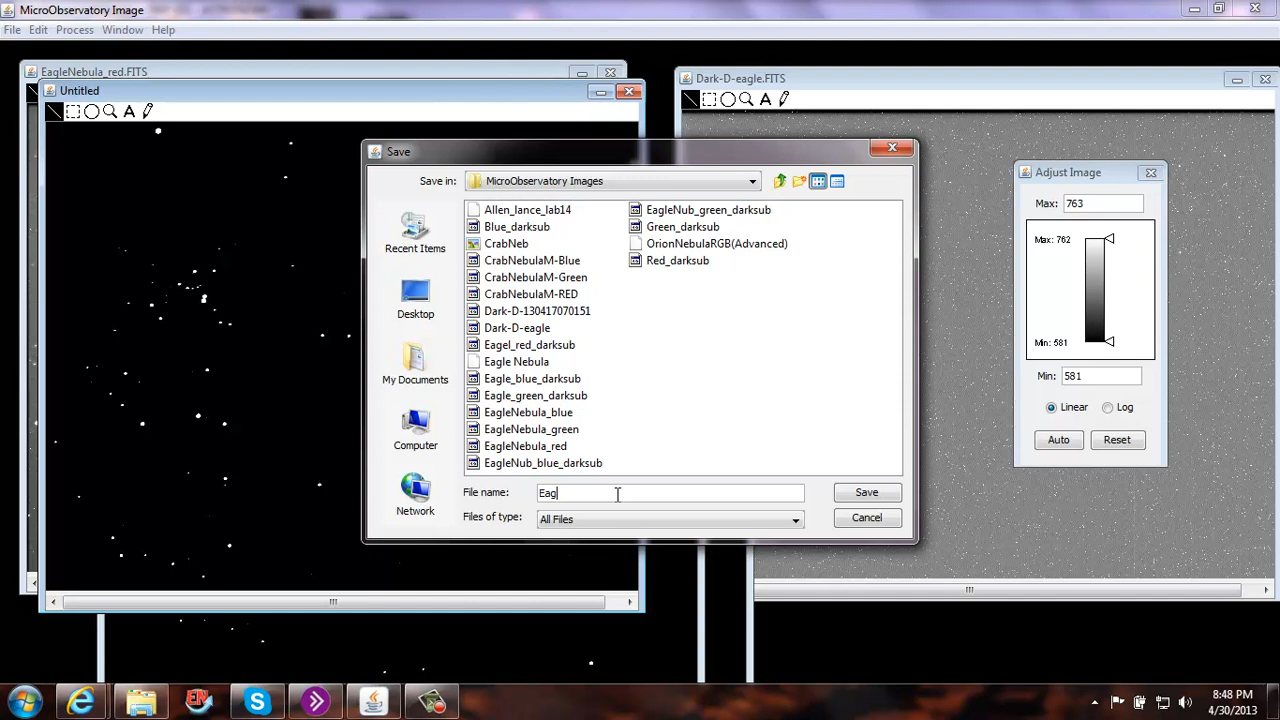 MicroObservatory Image
File Edit Process Window Help
EagleNebula_red.FITS
Untitled
A
Dark-D-eagle.FITS
A
Save
Save in: MicroObservatory Images
Recent Items
Desktop
My Documents
Computer
Network
Allen_lance_lab14
Blue_darksub
CrabNeb
CrabNebulaM-Blue
CrabNebulaM-Green
CrabNebulaM-RED
Dark-D-130417070151
Dark-D-eagle
Eagel_red_darksub
Eagle Nebula
Eagle_blue_darksub
Eagle_green_darksub
EagleNebula_blue
EagleNebula_green
EagleNebula_red
EagleNub_blue_darksub
EagleNub_green_darksub
Green_darksub
OrionNebulaRGB(Advanced)
Red_darksub
File name: Eag
Save
Files of type: All Files
Cancel
Adjust Image
Max: 763
Max: 762
Min: 581
Min: 581
Linear Log
Auto Reset
EN
S
8:48 PM
4/30/2013